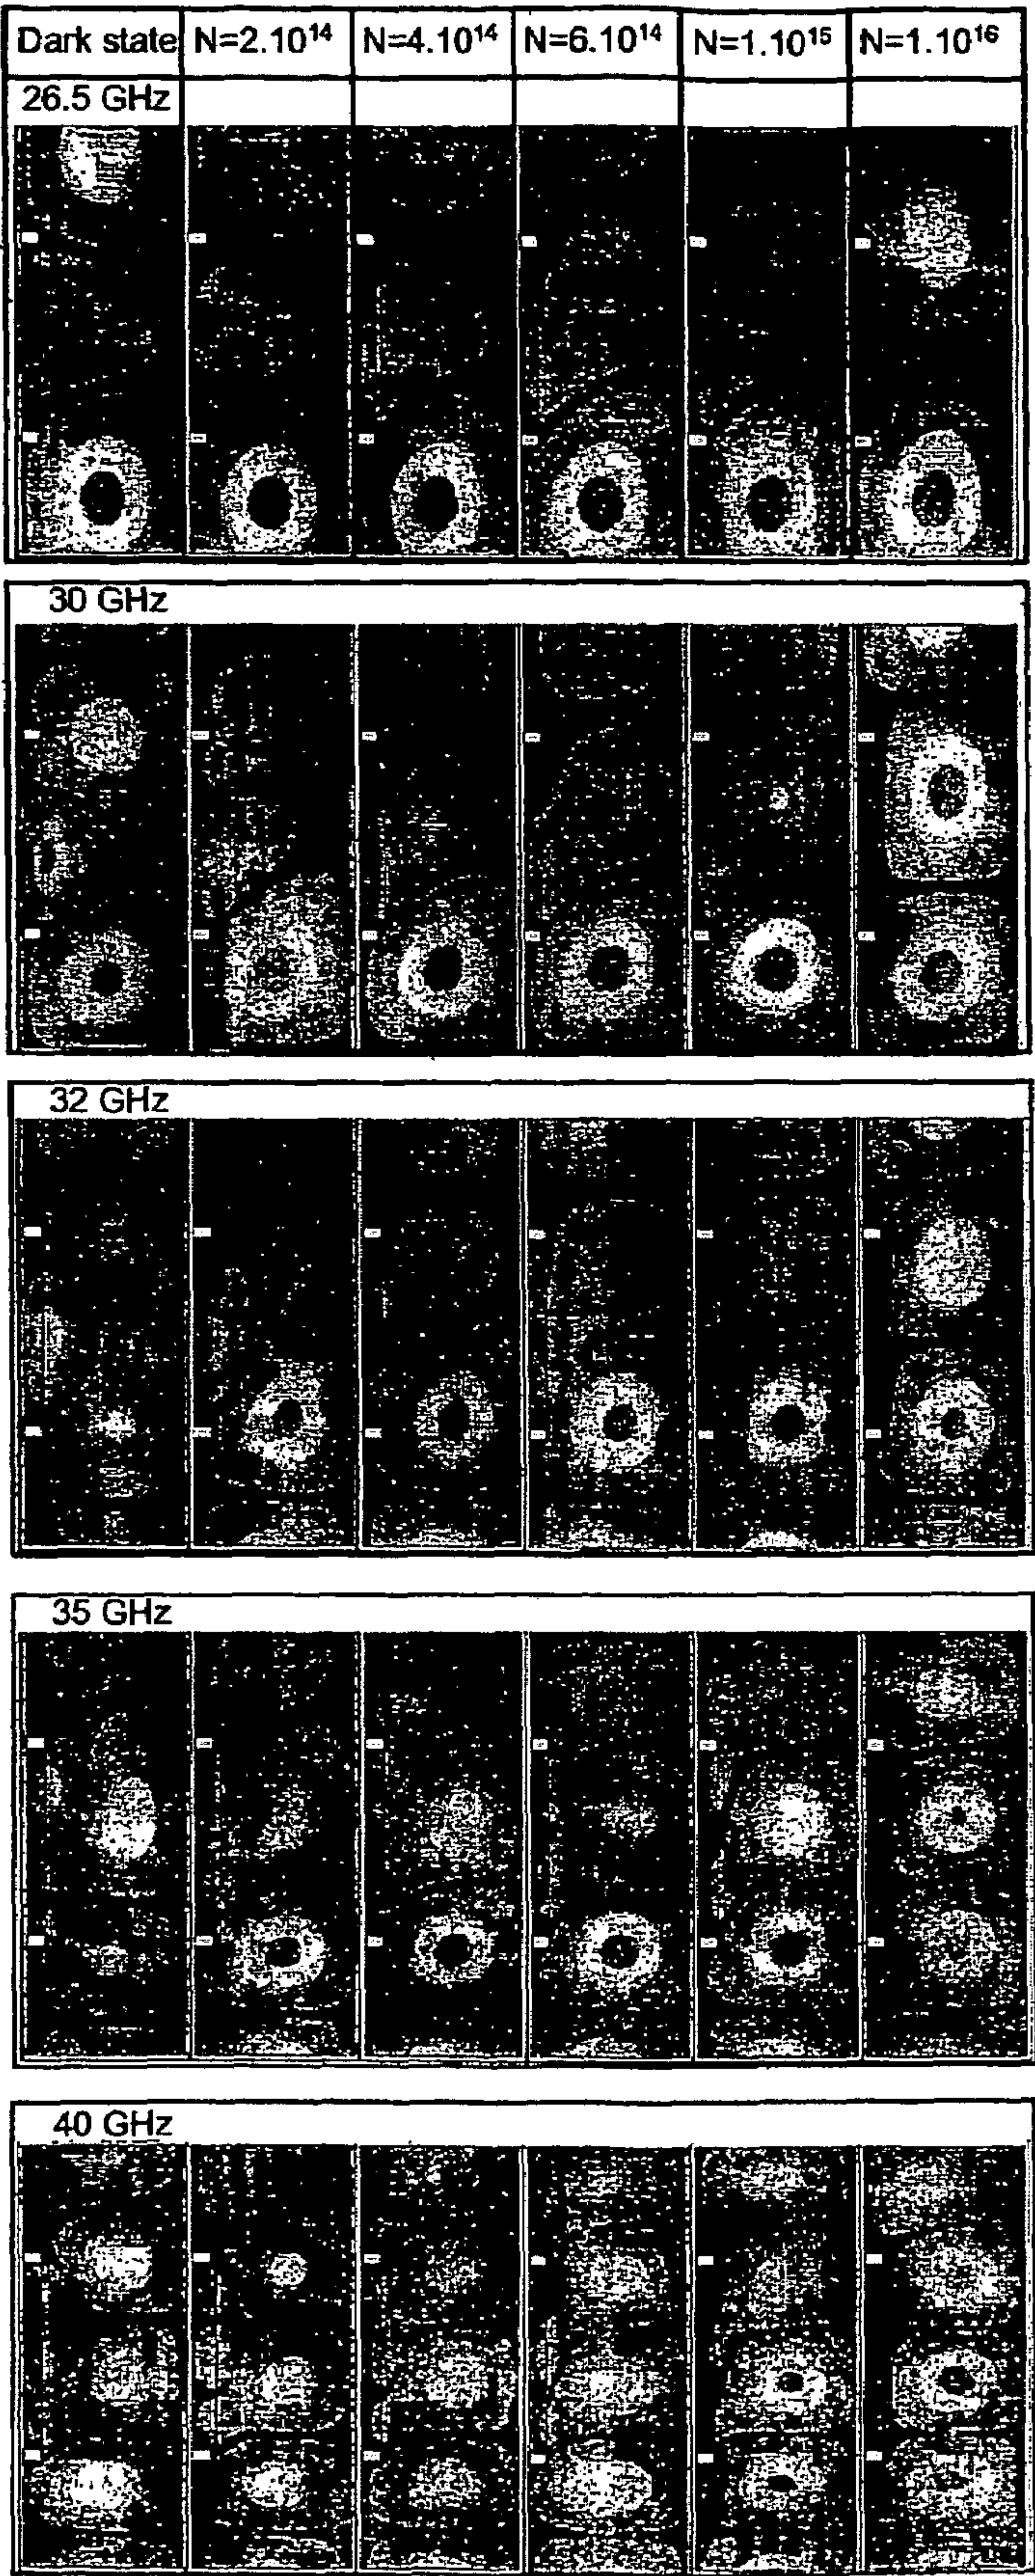 Dark state N=2.10¹⁴ N=4.10¹⁴ N=6.10¹⁴ N=1.10¹⁵ N=1.10¹⁶
26.5 GHz
30 GHz
32 GHz
35 GHz
40 GHz